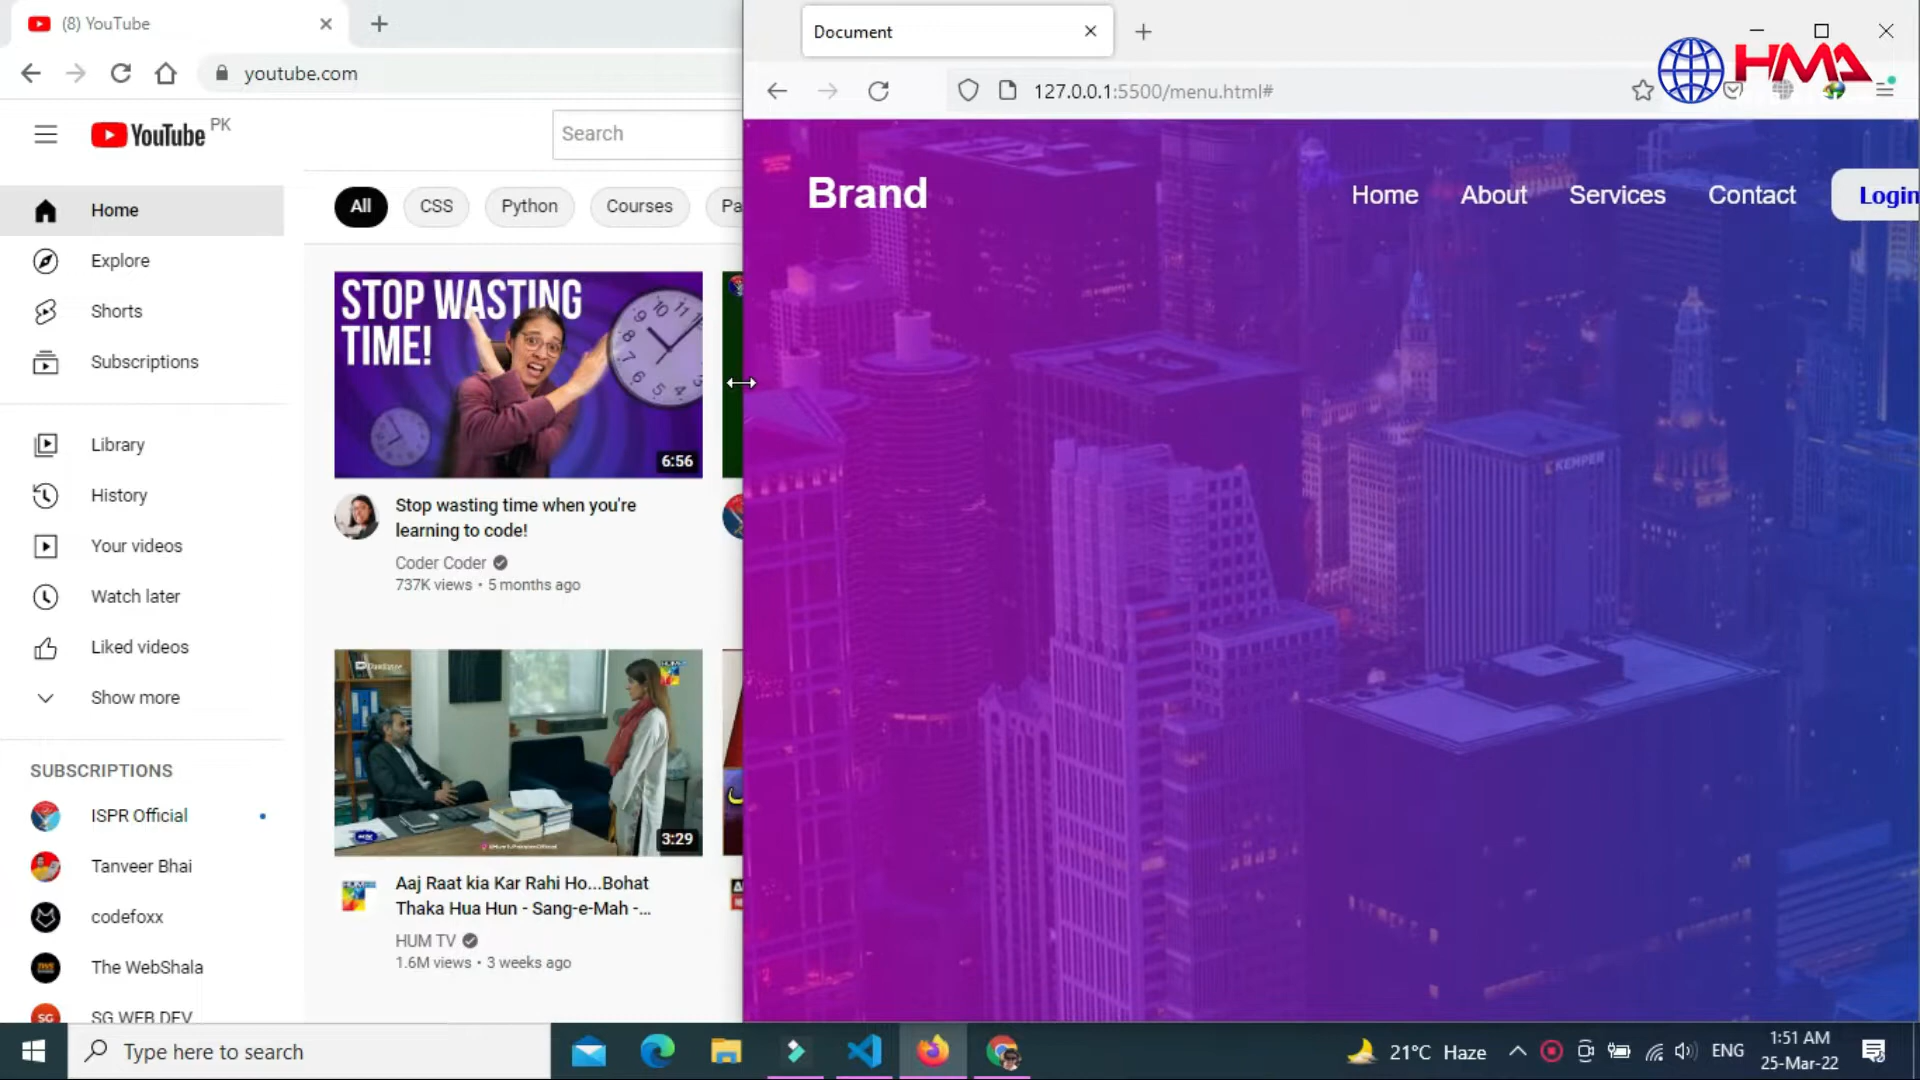 (8) YouTube
youtube.com
YouTube PK
Search
Home
Explore
Shorts
Subscriptions
Library
History
Your videos
Watch later
Liked videos
Show more
SUBSCRIPTIONS
ISPR Official
Tanveer Bhai
codefoxx
The WebShala
SG WEB DEV
SG
All
CSS
Python
Courses
Pa
STOP WASTING
TIME!
6:56
Stop wasting time when you're
learning to code!
Coder Coder
737K views • 5 months ago
3:29
Aaj Raat kia Kar Rahi Ho...Bohat
Thaka Hua Hun - Sang-e-Mah -...
HUM TV
1.6M views • 3 weeks ago
Document
127.0.0.1:5500/menu.html#
HMA
Brand
Home
About
Services
Contact
Login
KEMPER
Type here to search
21°C Haze
ENG
1:51 AM
25-Mar-22